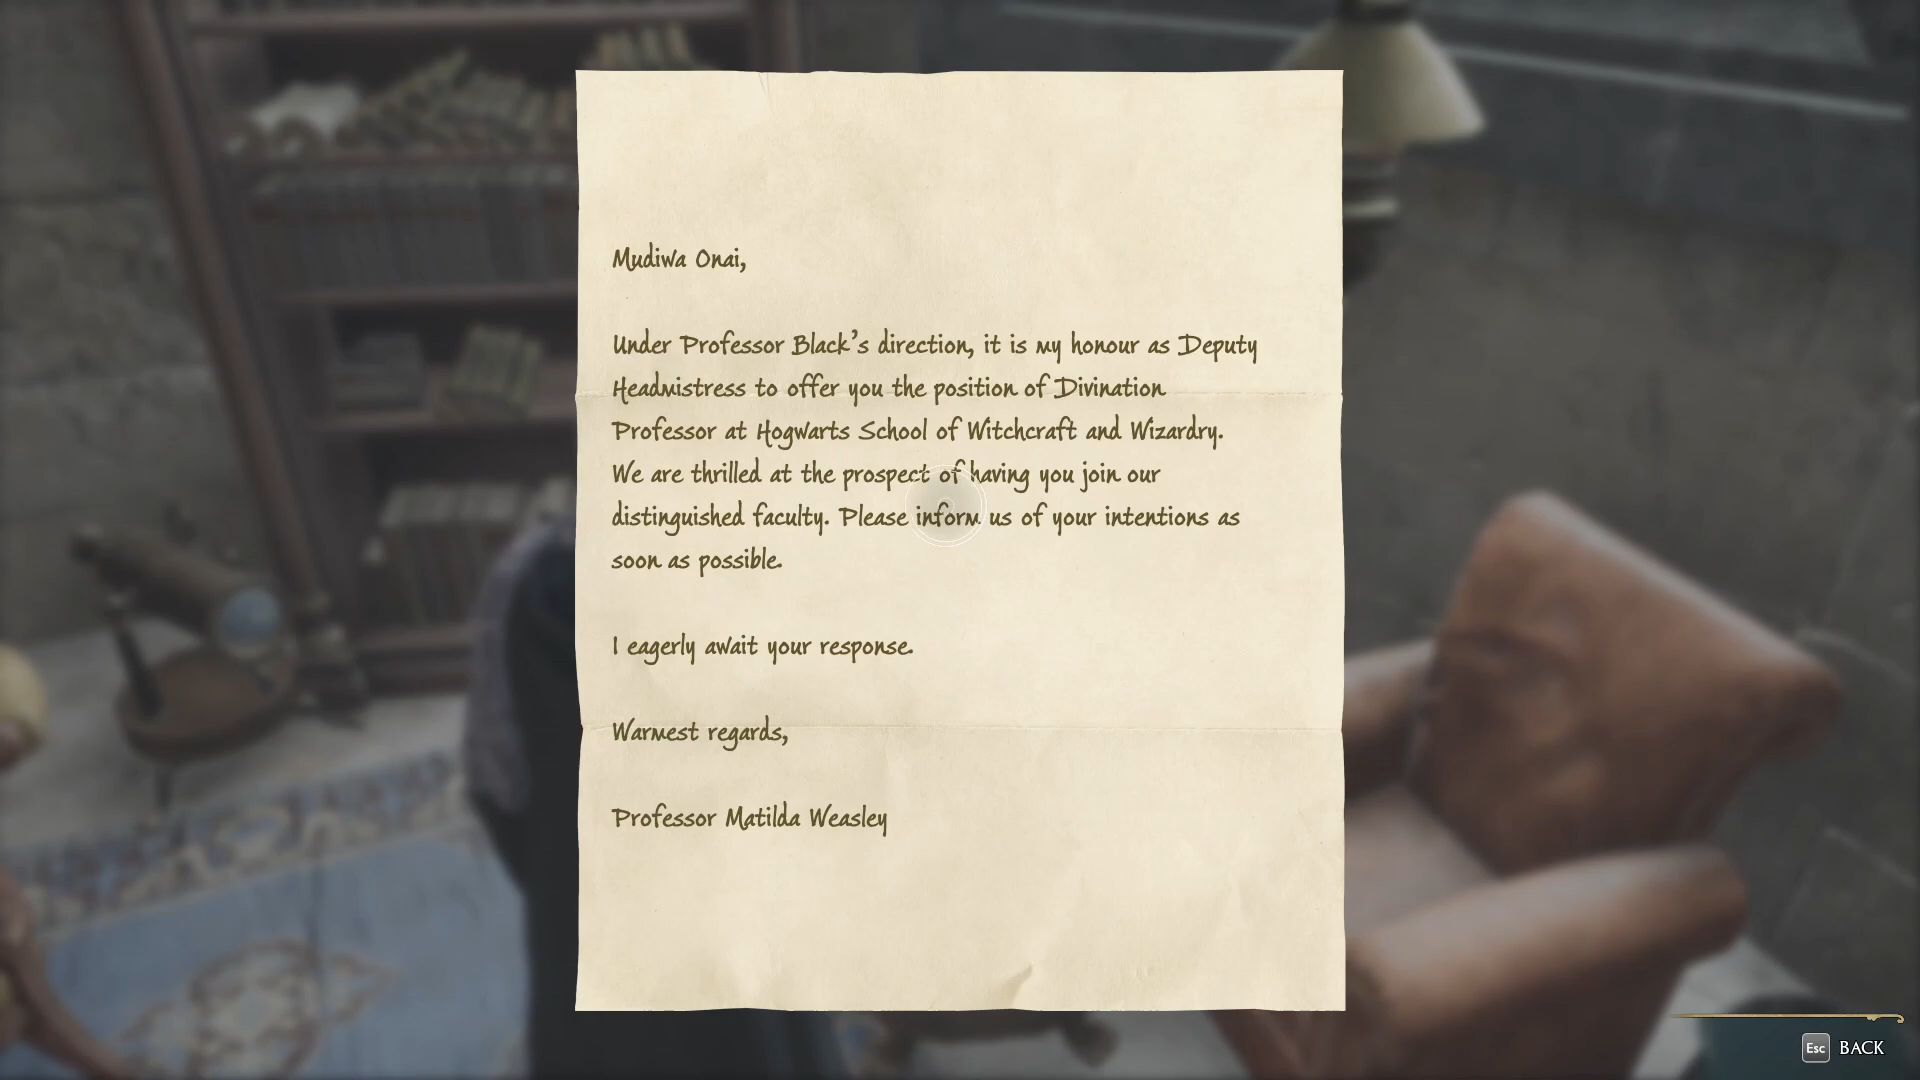 Mudiwa Onai,
Under Professor Black's direction, it is my honour as Deputy
Headmistress to offer you the position of Divination
Professor at Hogwarts School of Witchcraft and Wizardry.
We are thrilled at the prospect of having you join our
distinguished faculty. Please inform us of your intentions as
soon as possible.
I eagerly await your response.
Warmest regards,
Professor Matilda Weasley
Esc BACK